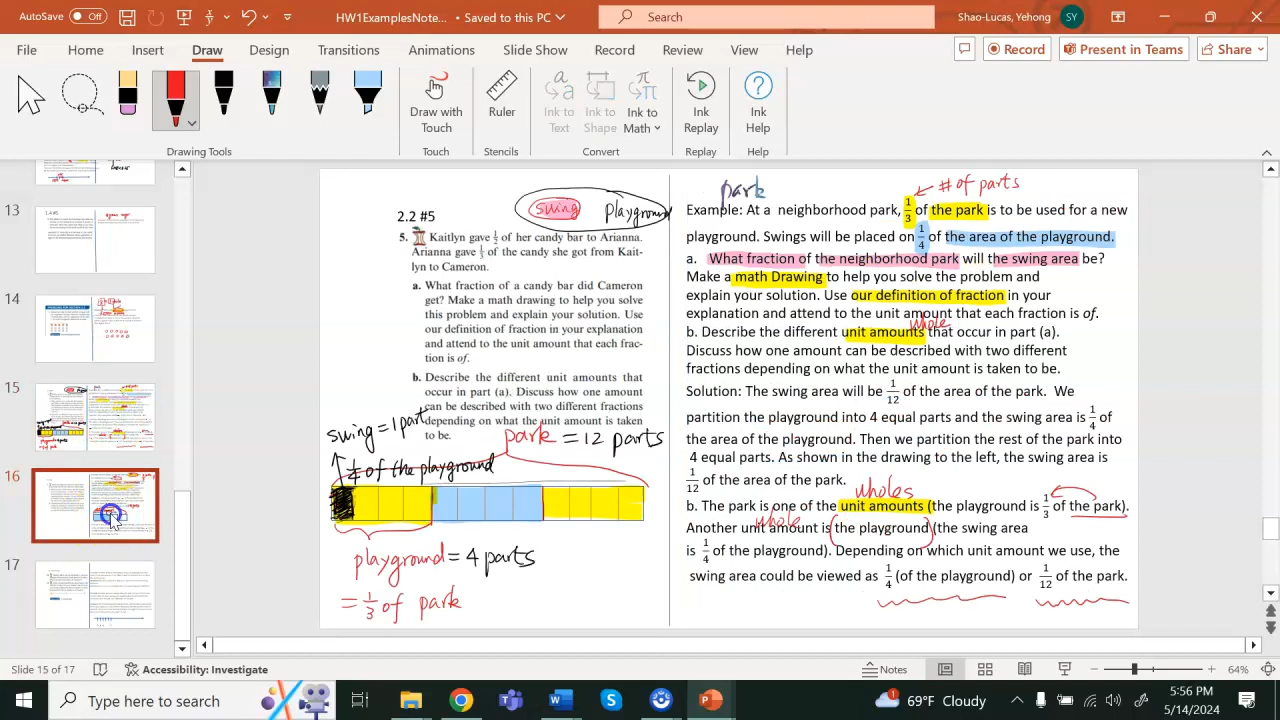 AutoSave Off
HW1ExamplesNote... • Saved to this PC
Search
Shao-Lucas, Yehong SY
File Home Insert Draw Design Transitions Animations Slide Show Record Review View Help
Record Present in Teams Share
Draw with Touch
Ruler
Ink to Text
Ink to Shape
Ink to Math
Ink Replay
Ink Help
Drawing Tools Touch Stencils Convert Replay Help
13
14
15
16
17
2.2 #5
swing playground
5. Kaitlyn gave 1/2 of her candy bar to Arianna.
Arianna gave 1/3 of the candy she got from Kait-
lyn to Cameron.
a. What fraction of a candy bar did Cameron
get? Make a math drawing to help you solve
this problem and explain your solution. Use
our definition of fraction in your explanation
and attend to the unit amount that each frac-
tion is of.
b. Describe the different unit amounts that
occur in part (a). Discuss how one amount
can be described with two different fractions
depending on what the unit amount is taken
to be.
swing = 1 part
park = 12 parts
of the playground
playground = 4 parts
= 1/3 of park
park
# of parts
Example: At a neighborhood park, 1/3 of the park is to be used for a new
playground. Swings will be placed on 1/4 of the area of the playground.
a. What fraction of the neighborhood park will the swing area be?
Make a math Drawing to help you solve the problem and
explain your solution. Use our definition of fraction in your
explanation and attend to the unit amount that each fraction is of.
whole
b. Describe the different unit amounts that occur in part (a).
Discuss how one amount can be described with two different
fractions depending on what the unit amount is taken to be.
Solution: The swing area will be 1/12 of the area of the park. We
partition the playground into 4 equal parts and the swing area is 1/4 of
the area of the playground. Then we partition the rest of the park into
4 equal parts. As shown in the drawing to the left, the swing area is
1/12 of the area of the park.
wholes
b. The park is one of the unit amounts (the playground is 1/3 of the park).
whole
Another unit amount is the playground (the swing area
is 1/4 of the playground). Depending on which unit amount we use, the
swing area could be viewed as 1/4 (of the playground) or 1/12 of the park.
Slide 15 of 17 Accessibility: Investigate Notes 64%
Type here to search
69°F Cloudy
5:56 PM
5/14/2024
1